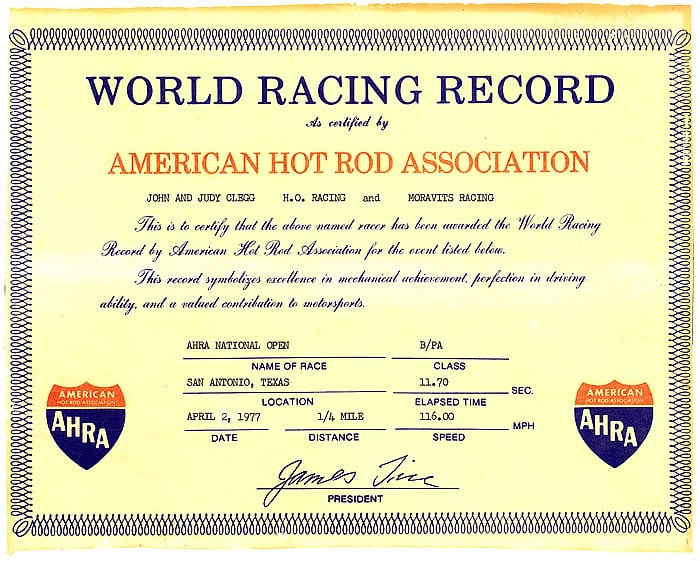 WORLD RACING RECORD
As certified by
AMERICAN HOT ROD ASSOCIATION
JOHN AND JUDY CLEGG H.O. RACING and MORAVITS RACING
This is to certify that the above named racer has been awarded the World Racing
Record by American Hot Rod Association for the event listed below.
This record symbolizes excellence in mechanical achievement, perfection in driving
ability, and a valued contribution to motorsports.
AHRA NATIONAL OPEN B/PA
NAME OF RACE CLASS
SAN ANTONIO, TEXAS 11.70 SEC.
LOCATION ELAPSED TIME
APRIL 2, 1977 1/4 MILE 116.00 MPH
DATE DISTANCE SPEED
AMERICAN
HOT ROD ASSOCIATION
AHRA
AMERICAN
HOT ROD ASSOCIATION
AHRA
James Tice
PRESIDENT